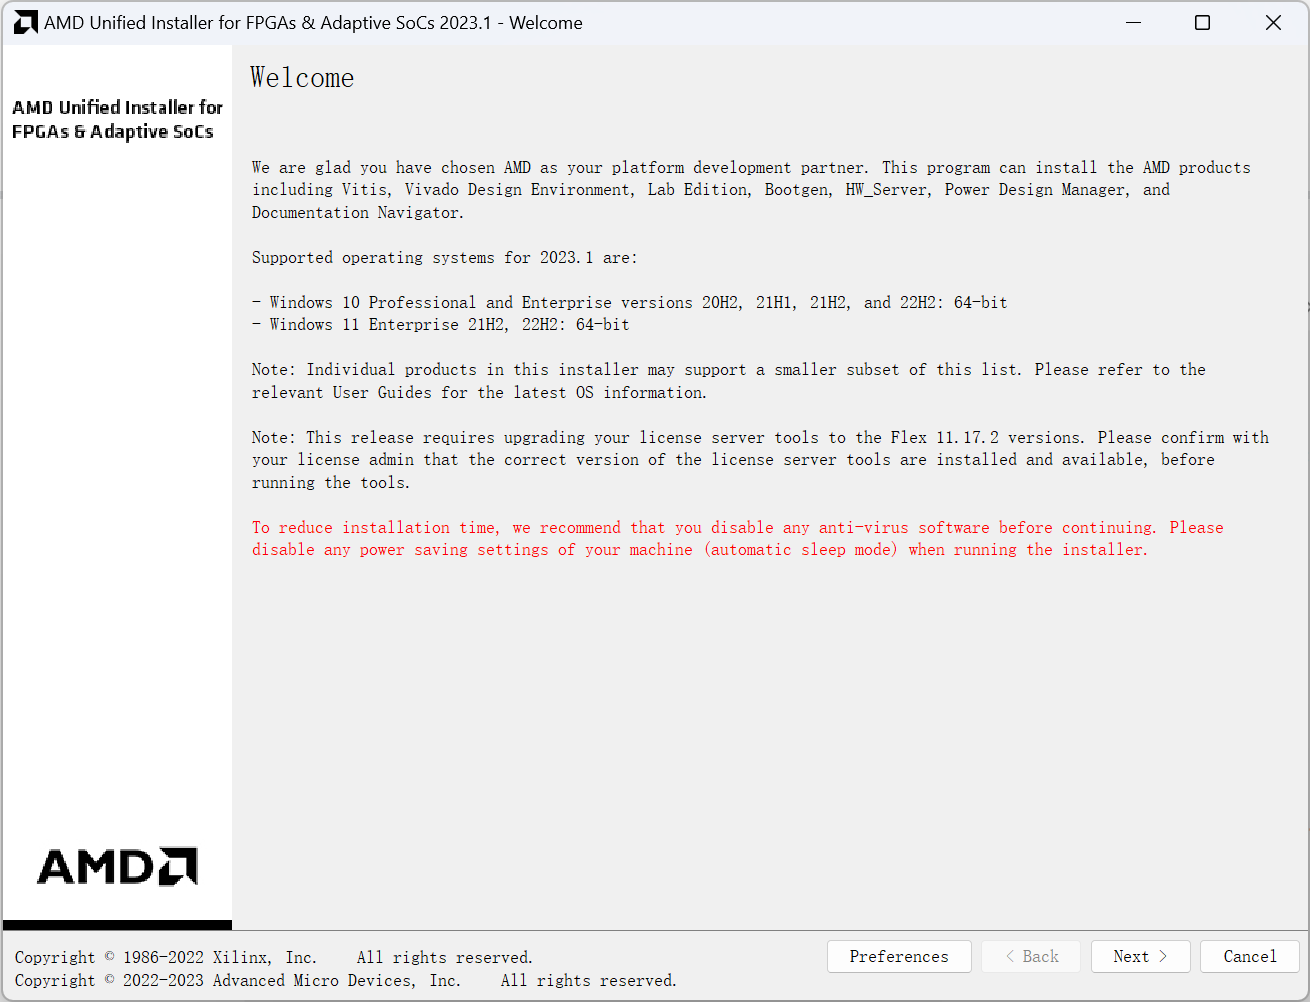 AMD Unified Installer for FPGAs & Adaptive SoCs 2023.1 - Welcome
AMD Unified Installer for
FPGAs & Adaptive SoCs
Welcome
We are glad you have chosen AMD as your platform development partner. This program can install the AMD products
including Vitis, Vivado Design Environment, Lab Edition, Bootgen, HW_Server, Power Design Manager, and
Documentation Navigator.
Supported operating systems for 2023.1 are:
- Windows 10 Professional and Enterprise versions 20H2, 21H1, 21H2, and 22H2: 64-bit
- Windows 11 Enterprise 21H2, 22H2: 64-bit
Note: Individual products in this installer may support a smaller subset of this list. Please refer to the
relevant User Guides for the latest OS information.
Note: This release requires upgrading your license server tools to the Flex 11.17.2 versions. Please confirm with
your license admin that the correct version of the license server tools are installed and available, before
running the tools.
To reduce installation time, we recommend that you disable any anti-virus software before continuing. Please
disable any power saving settings of your machine (automatic sleep mode) when running the installer.
AMD
Copyright © 1986-2022 Xilinx, Inc. All rights reserved.
Copyright © 2022-2023 Advanced Micro Devices, Inc. All rights reserved.
Preferences
< Back
Next >
Cancel